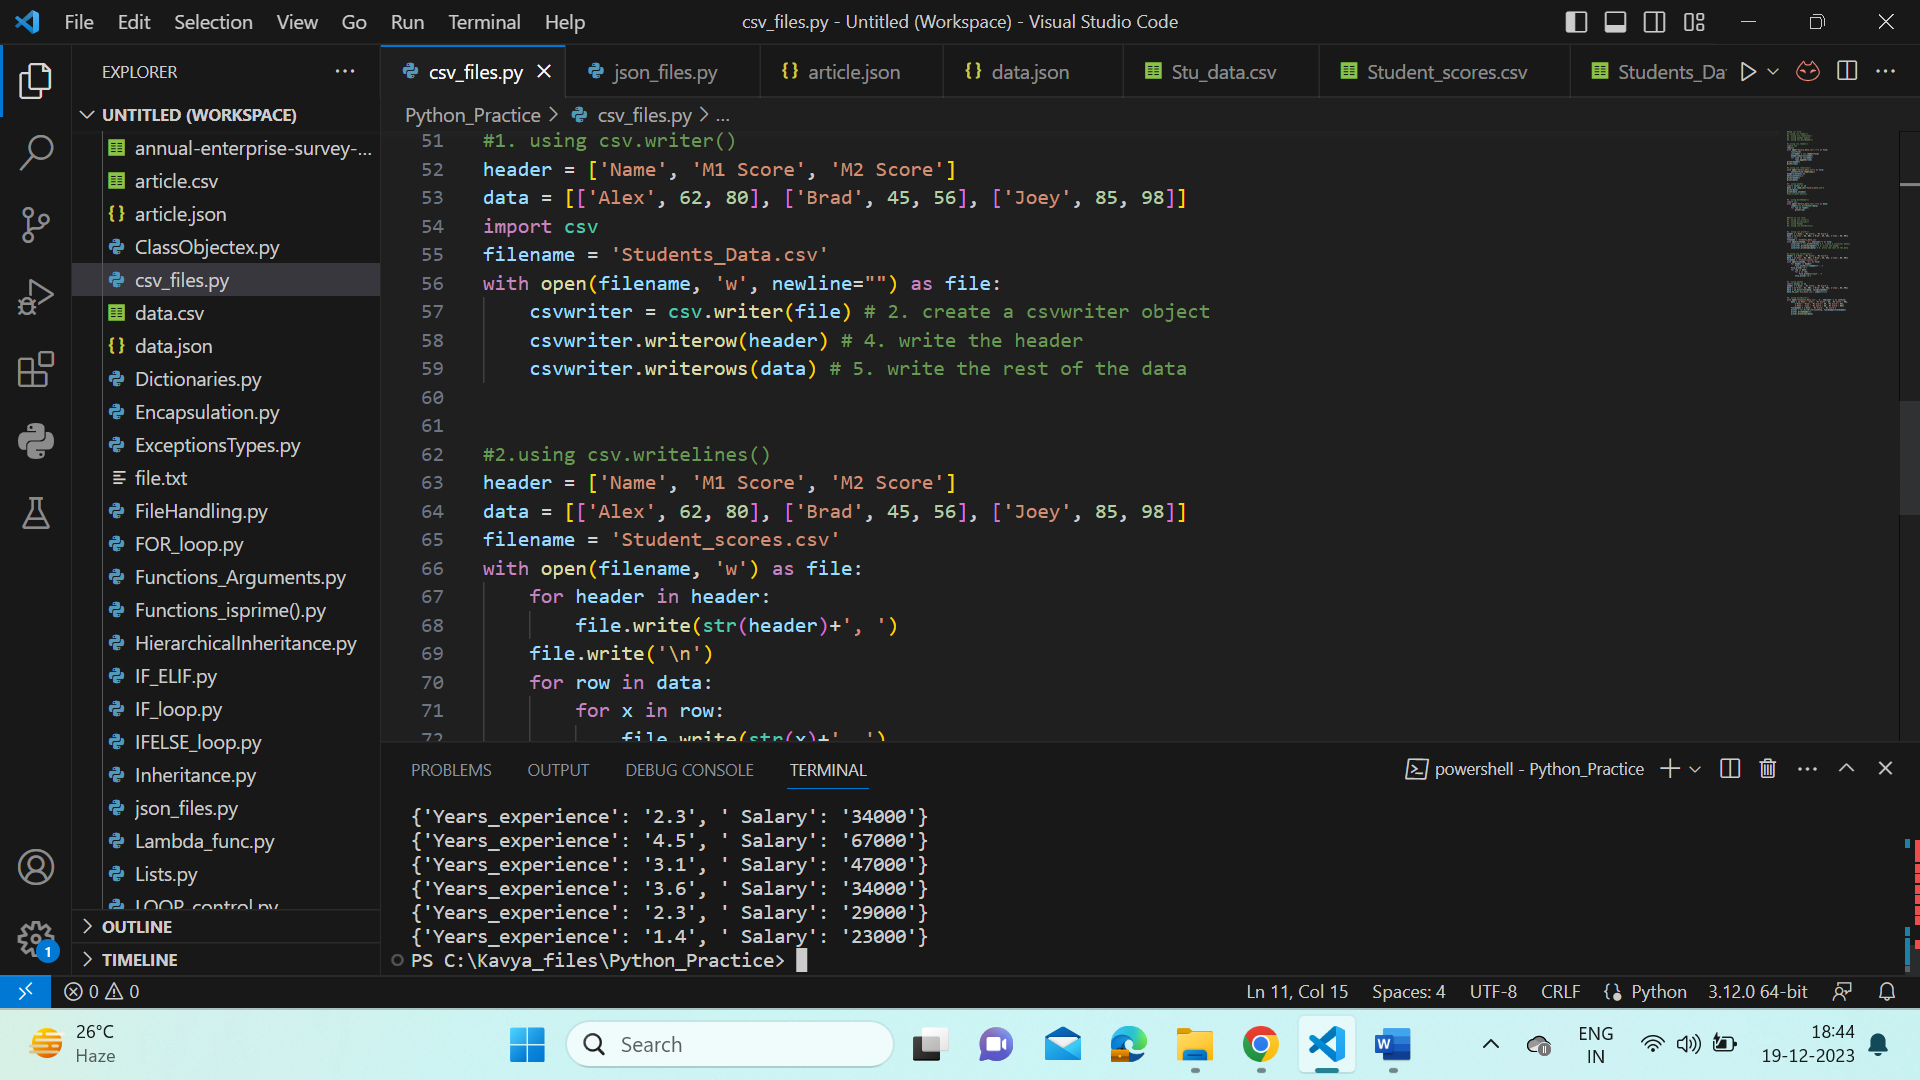 File Edit Selection View Go Run Terminal Help
csv_files.py - Untitled (Workspace) - Visual Studio Code
EXPLORER
UNTITLED (WORKSPACE)
annual-enterprise-survey-...
article.csv
article.json
ClassObjectex.py
csv_files.py
data.csv
data.json
Dictionaries.py
Encapsulation.py
ExceptionsTypes.py
file.txt
FileHandling.py
FOR_loop.py
Functions_Arguments.py
Functions_isprime().py
HierarchicalInheritance.py
IF_ELIF.py
IF_loop.py
IFELSE_loop.py
Inheritance.py
json_files.py
Lambda_func.py
Lists.py
LOOP_control.py
OUTLINE
TIMELINE
csv_files.py json_files.py article.json data.json Stu_data.csv Student_scores.csv Students_Da
Python_Practice > csv_files.py > ...
51 #1. using csv.writer()
52 header = ['Name', 'M1 Score', 'M2 Score']
53 data = [['Alex', 62, 80], ['Brad', 45, 56], ['Joey', 85, 98]]
54 import csv
55 filename = 'Students_Data.csv'
56 with open(filename, 'w', newline="") as file:
57 csvwriter = csv.writer(file) # 2. create a csvwriter object
58 csvwriter.writerow(header) # 4. write the header
59 csvwriter.writerows(data) # 5. write the rest of the data
60
61
62 #2.using csv.writelines()
63 header = ['Name', 'M1 Score', 'M2 Score']
64 data = [['Alex', 62, 80], ['Brad', 45, 56], ['Joey', 85, 98]]
65 filename = 'Student_scores.csv'
66 with open(filename, 'w') as file:
67 for header in header:
68 file.write(str(header)+', ')
69 file.write('\n')
70 for row in data:
71 for x in row:
72 file.write(str(x)+', ')
PROBLEMS OUTPUT DEBUG CONSOLE TERMINAL
powershell - Python_Practice
{'Years_experience': '2.3', ' Salary': '34000'}
{'Years_experience': '4.5', ' Salary': '67000'}
{'Years_experience': '3.1', ' Salary': '47000'}
{'Years_experience': '3.6', ' Salary': '34000'}
{'Years_experience': '2.3', ' Salary': '29000'}
{'Years_experience': '1.4', ' Salary': '23000'}
PS C:\Kavya_files\Python_Practice>
1
0 0
Ln 11, Col 15 Spaces: 4 UTF-8 CRLF Python 3.12.0 64-bit
26°C
Haze
Search
ENG
IN
18:44
19-12-2023